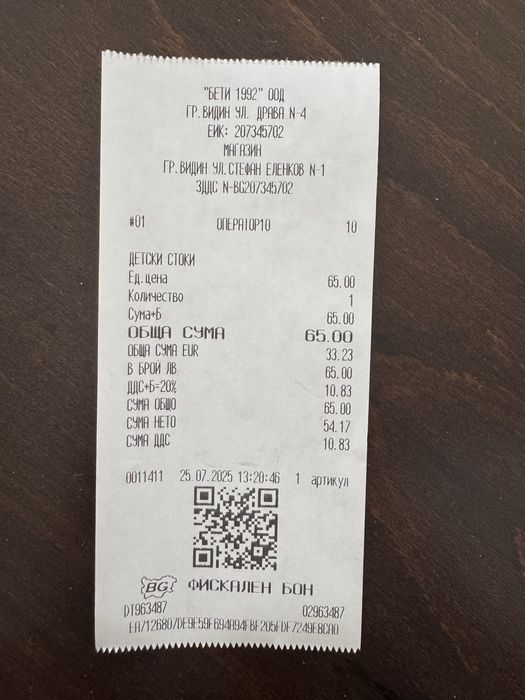 "БЕТИ 1992" ООД
ГР.ВИДИН УЛ. ДРАВА N-4
ЕИК: 207345702
МАГАЗИН
ГР.ВИДИН УЛ.СТЕФАН ЕЛЕНКОВ N-1
ЗДДС N-BG207345702
#01 ОПЕРАТОР10 10
ДЕТСКИ СТОКИ
Ед.цена 65.00
Количество 1
Сума*Б 65.00
ОБЩА СУМА 65.00
ОБЩА СУМА EUR 33.23
В БРОЙ ЛВ 65.00
ДДС*Б=20% 10.83
СУМА ОБЩО 65.00
СУМА НЕТО 54.17
СУМА ДДС 10.83
0011411 25.07.2025 13:20:46 1 артикул
BG ФИСКАЛЕН БОН
DT963487 02963487